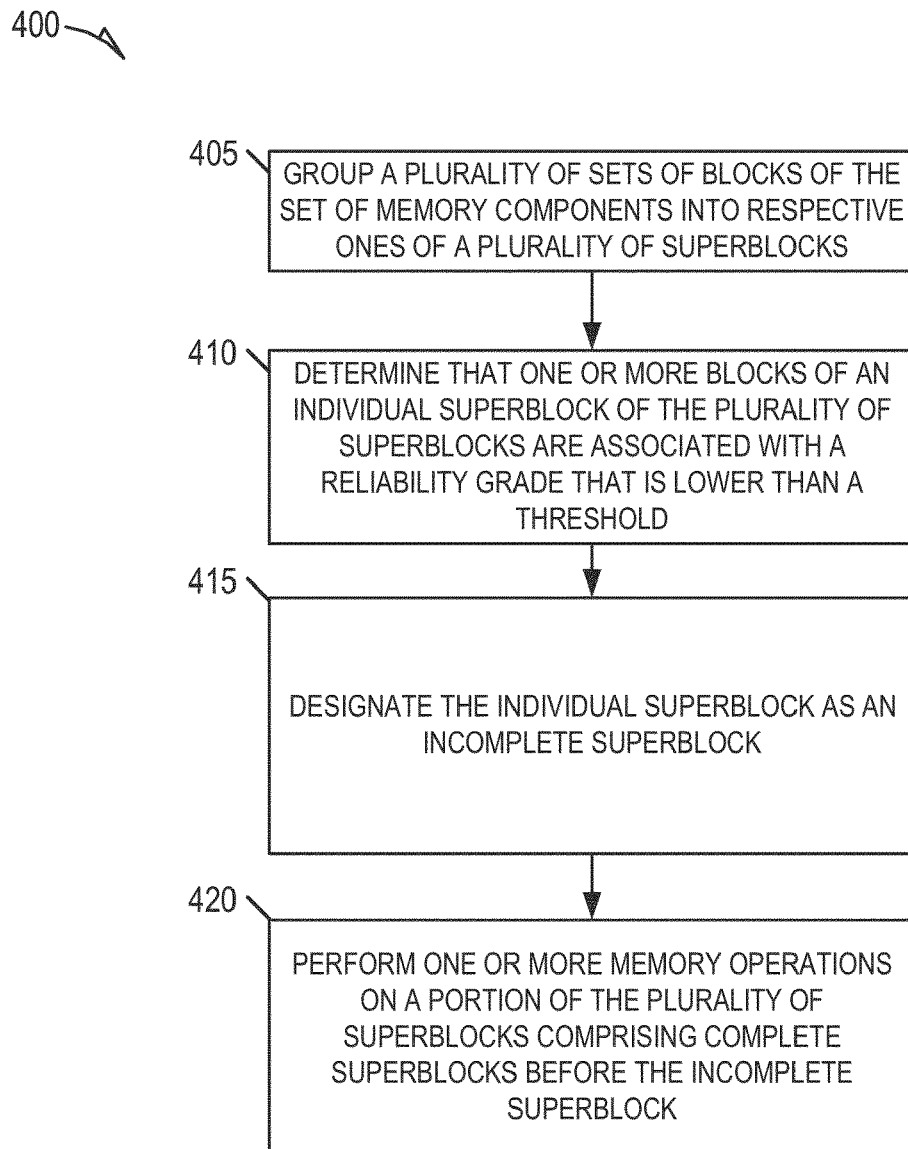 400
405
GROUP A PLURALITY OF SETS OF BLOCKS OF THE
SET OF MEMORY COMPONENTS INTO RESPECTIVE
ONES OF A PLURALITY OF SUPERBLOCKS
410
DETERMINE THAT ONE OR MORE BLOCKS OF AN
INDIVIDUAL SUPERBLOCK OF THE PLURALITY OF
SUPERBLOCKS ARE ASSOCIATED WITH A
RELIABILITY GRADE THAT IS LOWER THAN A
THRESHOLD
415
DESIGNATE THE INDIVIDUAL SUPERBLOCK AS AN
INCOMPLETE SUPERBLOCK
420
PERFORM ONE OR MORE MEMORY OPERATIONS
ON A PORTION OF THE PLURALITY OF
SUPERBLOCKS COMPRISING COMPLETE
SUPERBLOCKS BEFORE THE INCOMPLETE
SUPERBLOCK